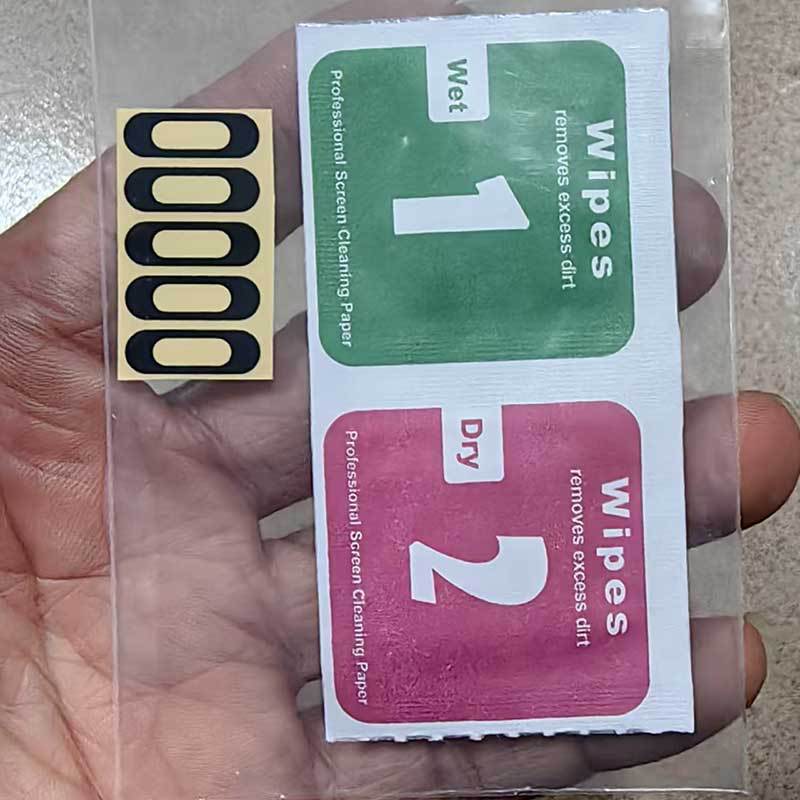 Wipes
removes excess dirt
Wet
1
Professional Screen Cleaning Paper
Wipes
removes excess dirt
Dry
2
Professional Screen Cleaning Paper